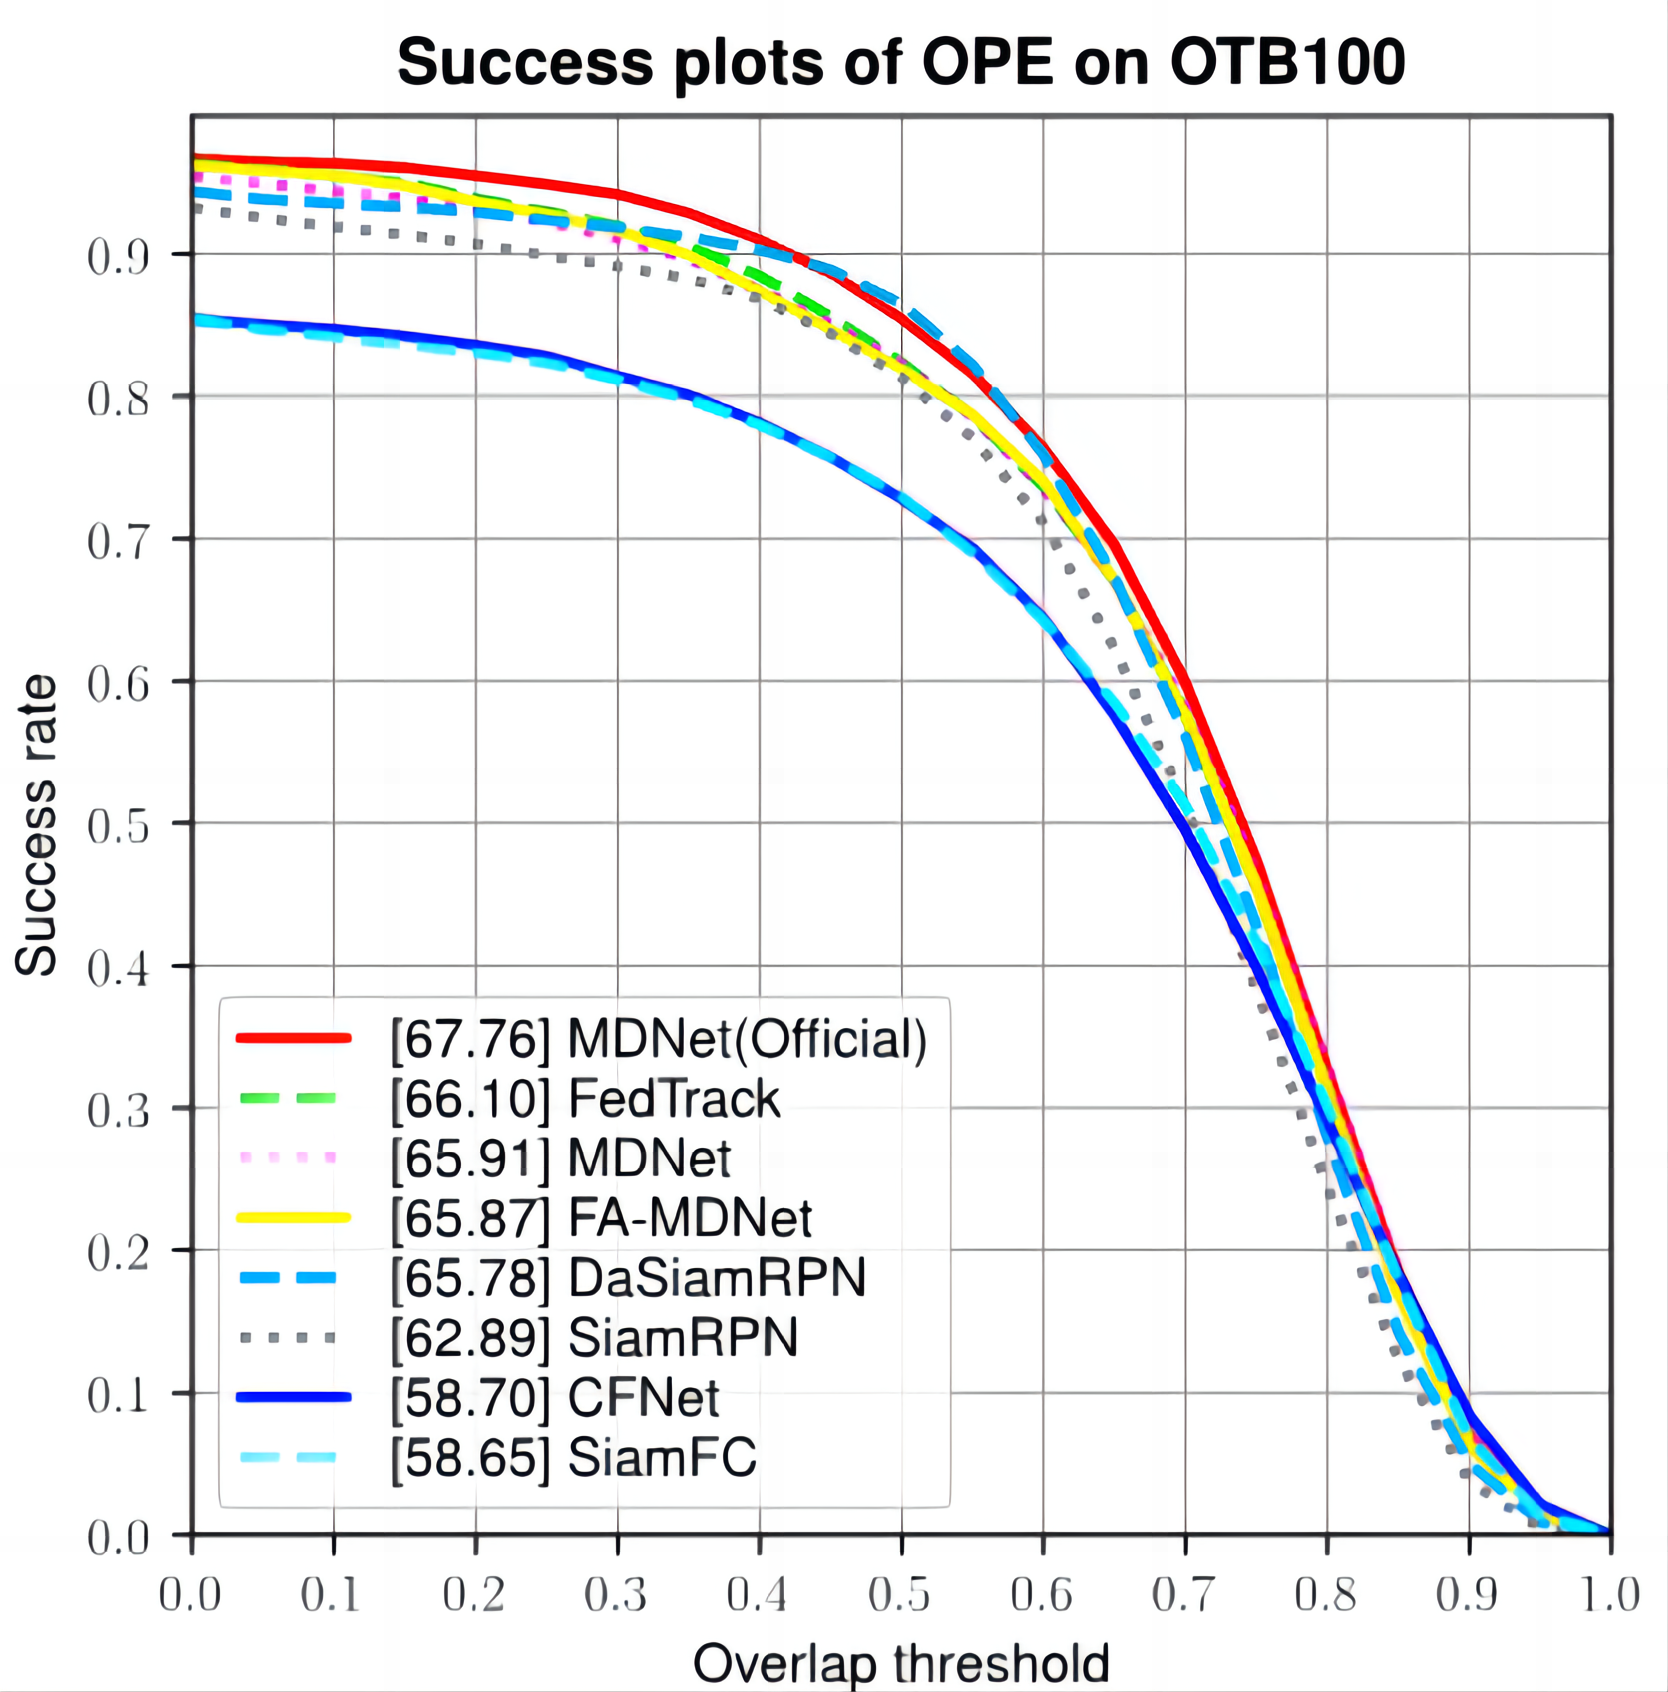 Success plots of OPE on OTB100
Success rate
0.9
0.8
0.7
0.6
0.5
0.4
0.3
0.2
0.1
0.0
[67.76] MDNet(Official)
[66.10] FedTrack
[65.91] MDNet
[65.87] FA-MDNet
[65.78] DaSiamRPN
[62.89] SiamRPN
[58.70] CFNet
[58.65] SiamFC
0.0 0.1 0.2 0.3 0.4 0.5 0.6 0.7 0.8 0.9 1.0
Overlap threshold